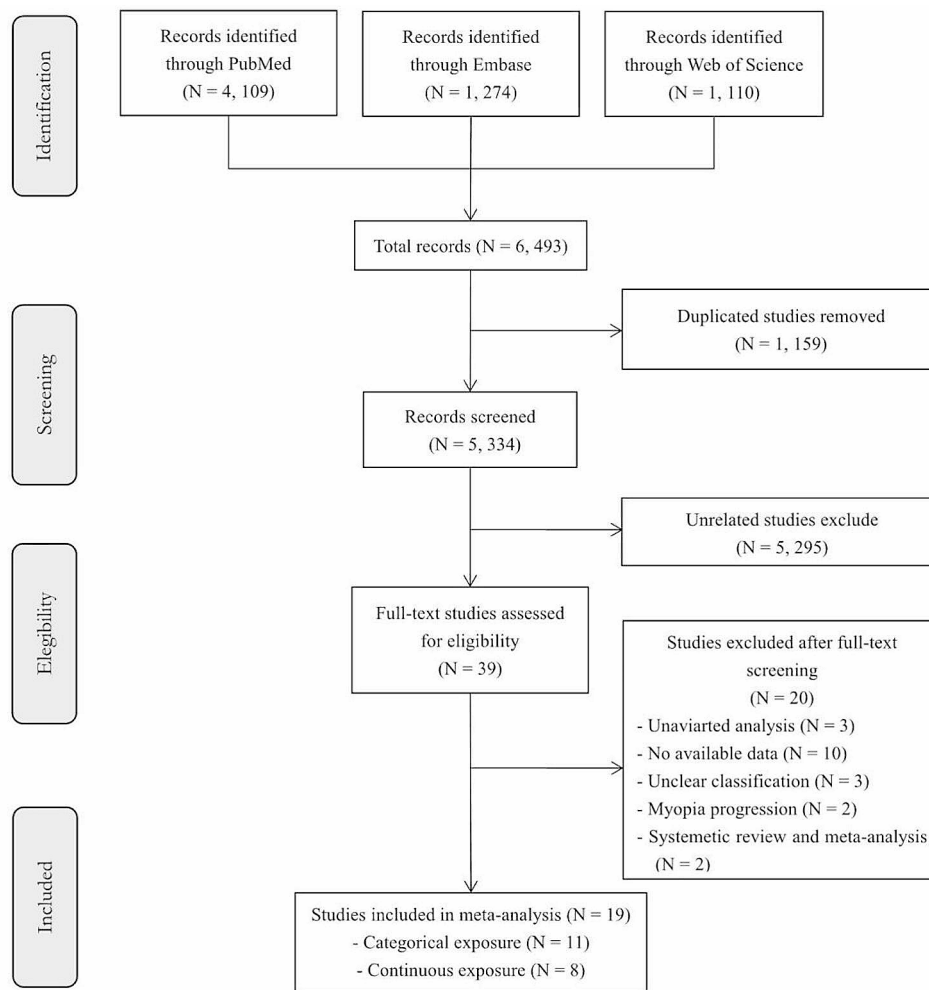 Identification
Records identified
through PubMed
(N = 4, 109)
Records identified
through Embase
(N = 1, 274)
Records identified
through Web of Science
(N = 1, 110)
Total records (N = 6, 493)
Screening
Duplicated studies removed
(N = 1, 159)
Records screened
(N = 5, 334)
Unrelated studies exclude
(N = 5, 295)
Elegibility
Full-text studies assessed
for eligibility
(N = 39)
Studies excluded after full-text
screening
(N = 20)
- Unaviarted analysis (N = 3)
- No available data (N = 10)
- Unclear classification (N = 3)
- Myopia progression (N = 2)
- Systemetic review and meta-analysis
(N = 2)
Included
Studies included in meta-analysis (N = 19)
- Categorical exposure (N = 11)
- Continuous exposure (N = 8)